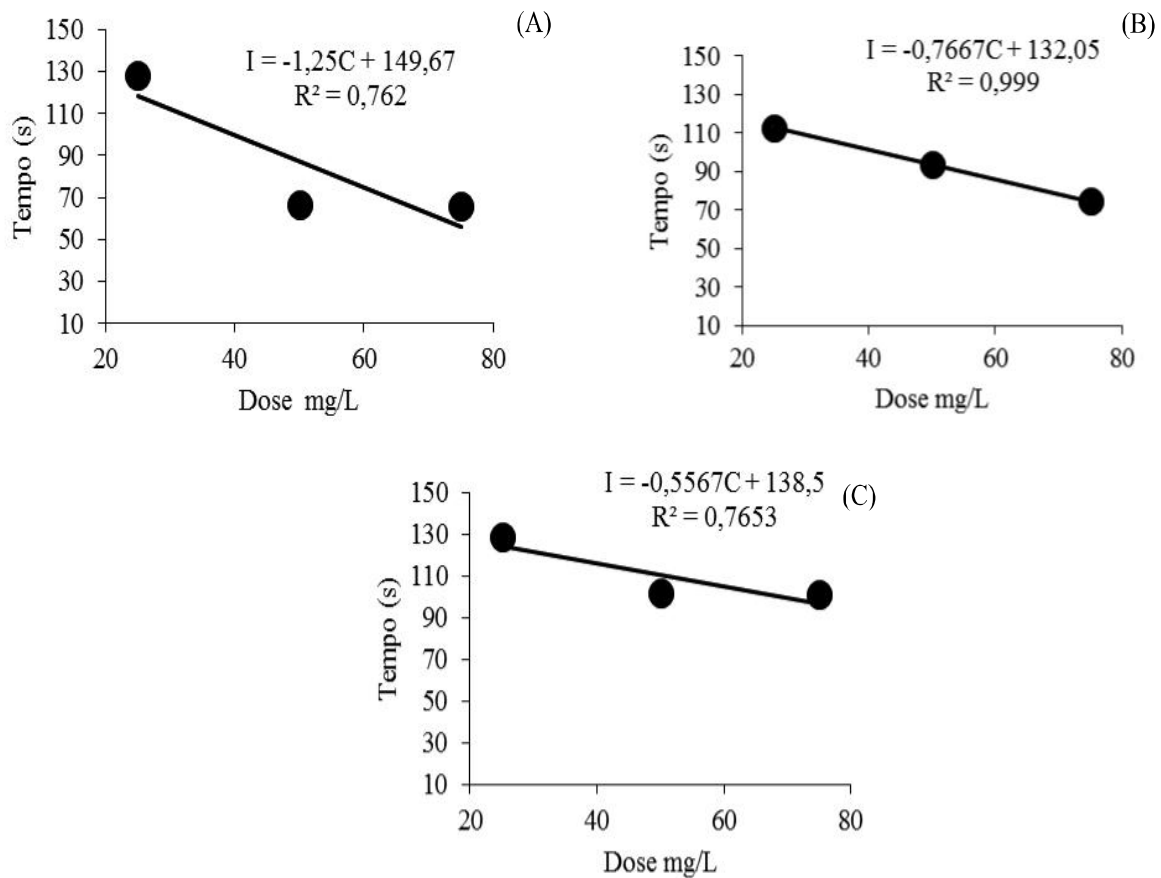 (A)
I = -1,25C + 149,67
R² = 0,762
150
130
110
90
70
50
30
10
20 40 60 80
Tempo (s)
Dose mg/L
(B)
I = -0,7667C + 132,05
R² = 0,999
150
130
110
90
70
50
30
10
20 40 60 80
Tempo (s)
Dose mg/L
(C)
I = -0,5567C + 138,5
R² = 0,7653
150
130
110
90
70
50
30
10
20 40 60 80
Tempo (s)
Dose mg/L